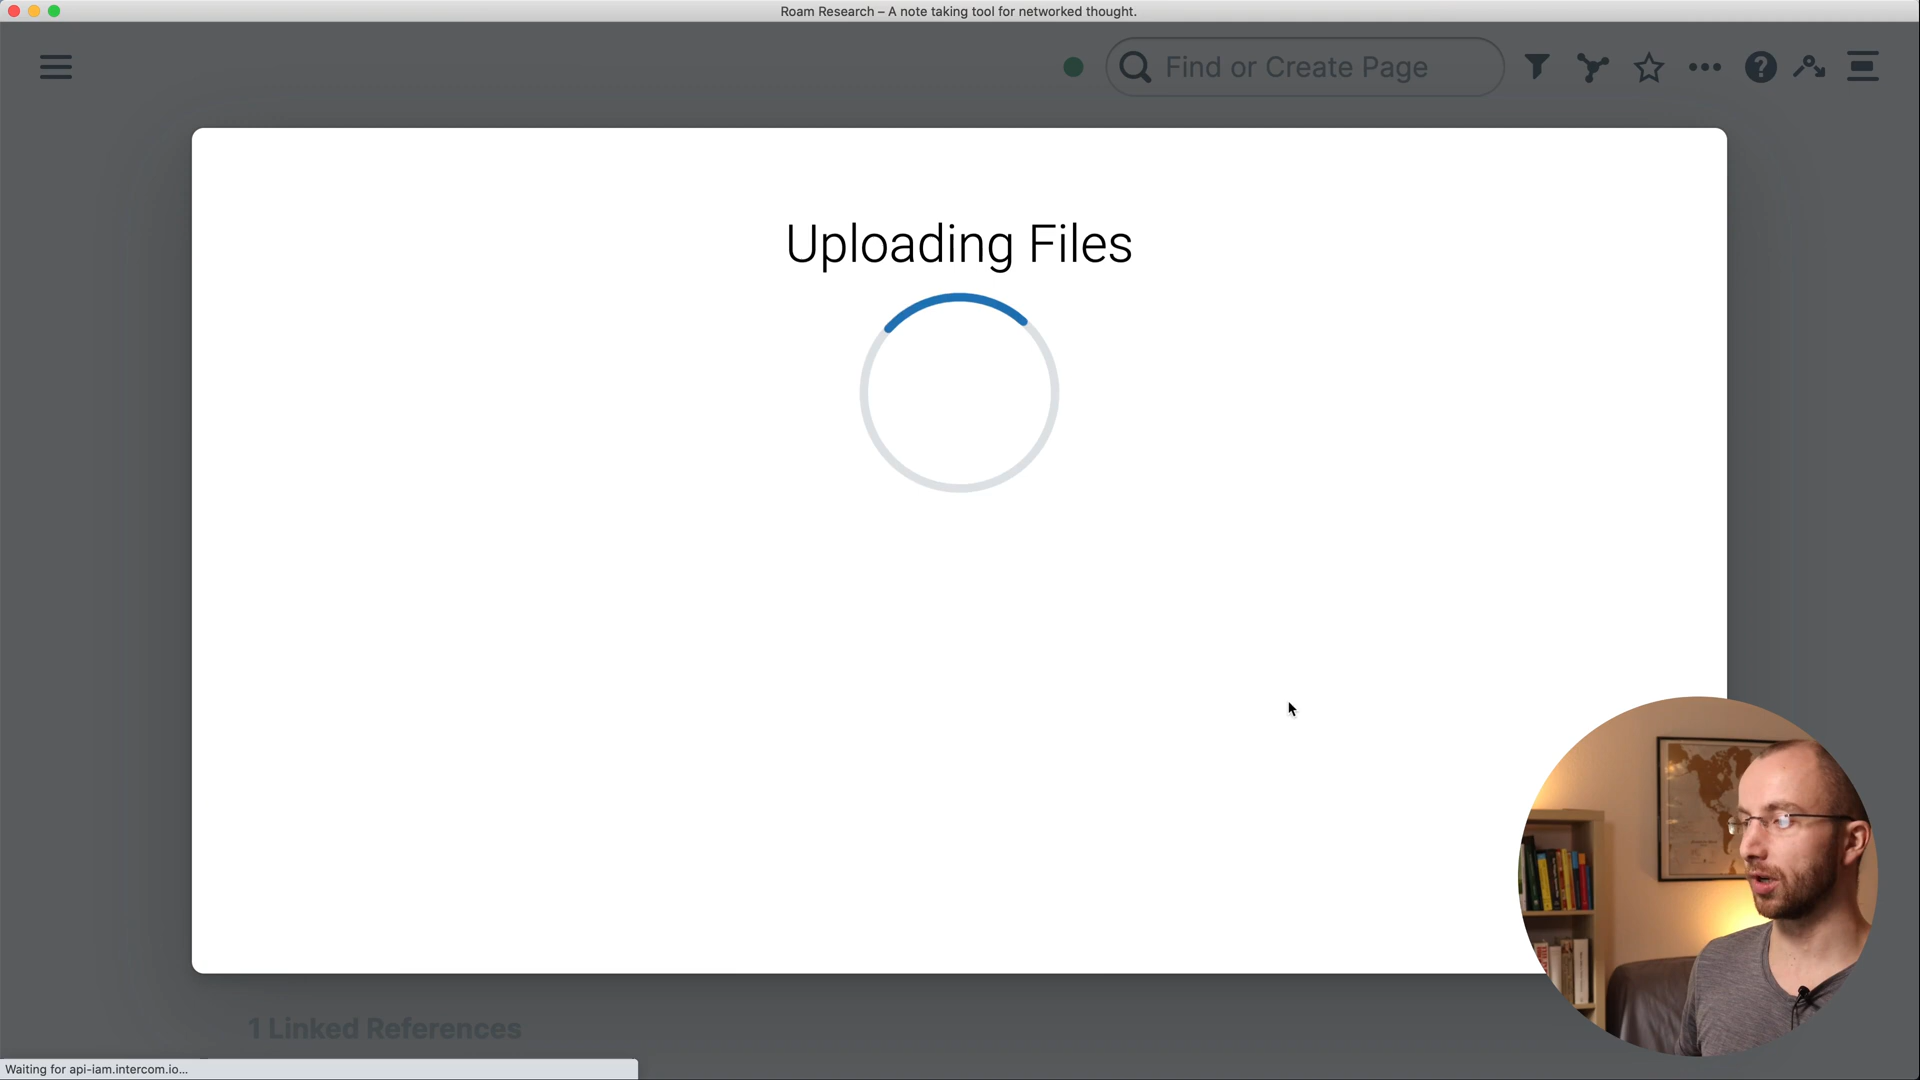 Roam Research – A note taking tool for networked thought.
Find or Create Page
Uploading Files
1 Linked References
Waiting for api-iam.intercom.io...